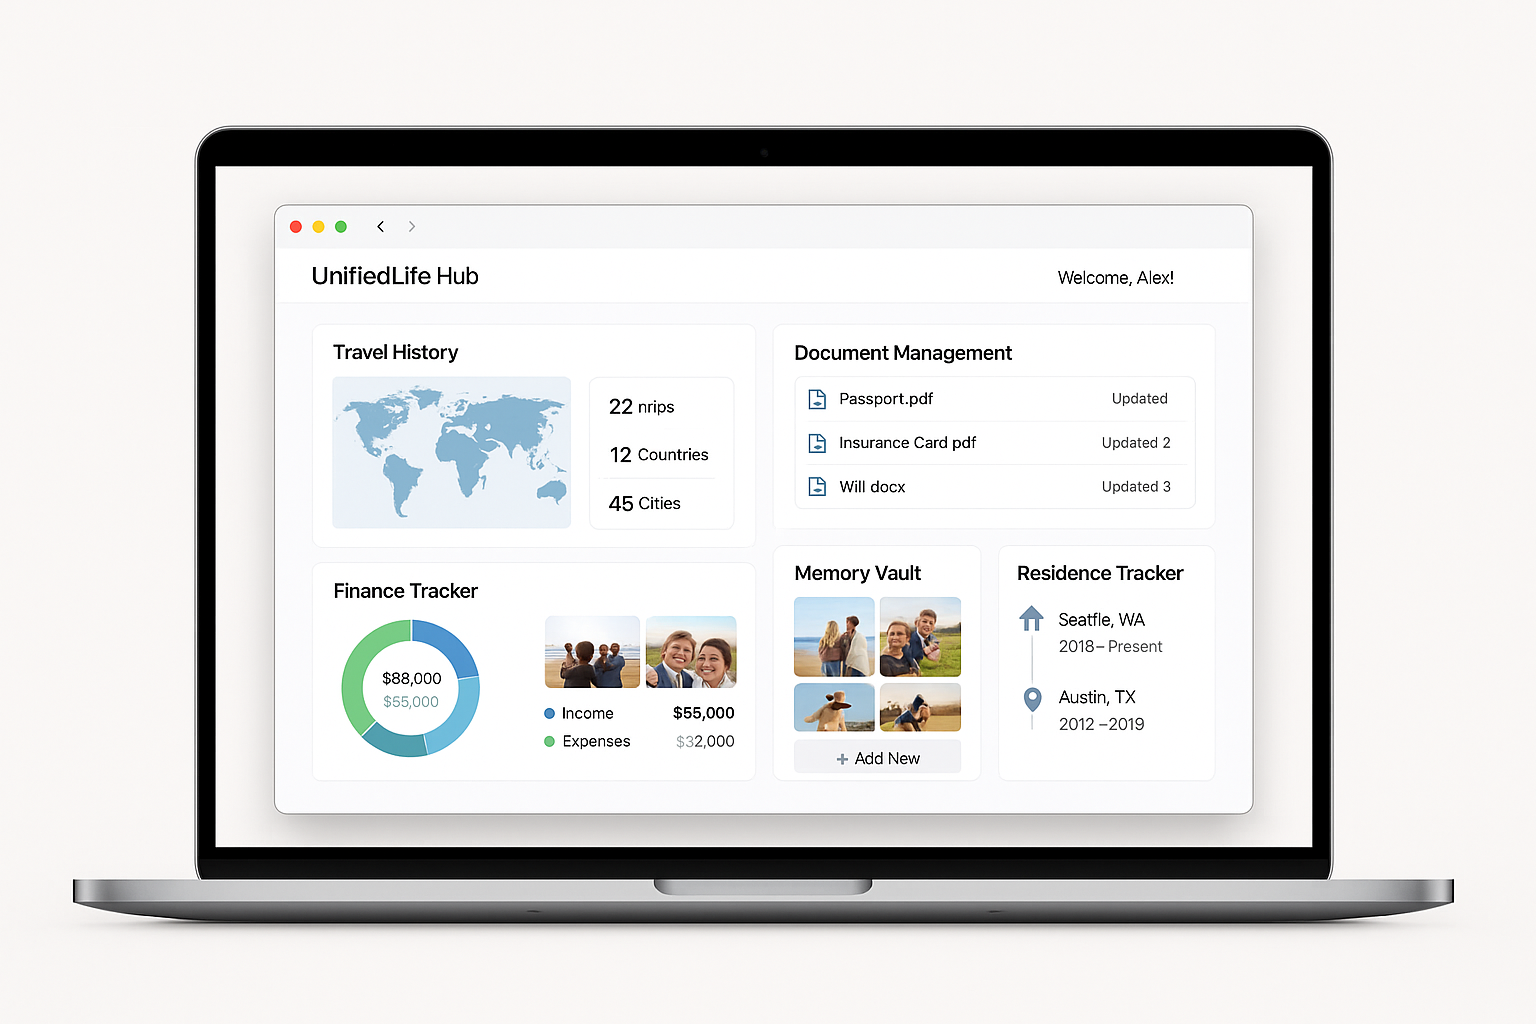 UnifiedLife Hub
Welcome, Alex!
Travel History
22 nrips
12 Countries
45 Cities
Document Management
Passport.pdf Updated
Insurance Card pdf Updated 2
Will docx Updated 3
Finance Tracker
$88,000
$55,000
Income $55,000
Expenses $32,000
Memory Vault
+ Add New
Residence Tracker
Seatfle, WA
2018– Present
Austin, TX
2012 –2019